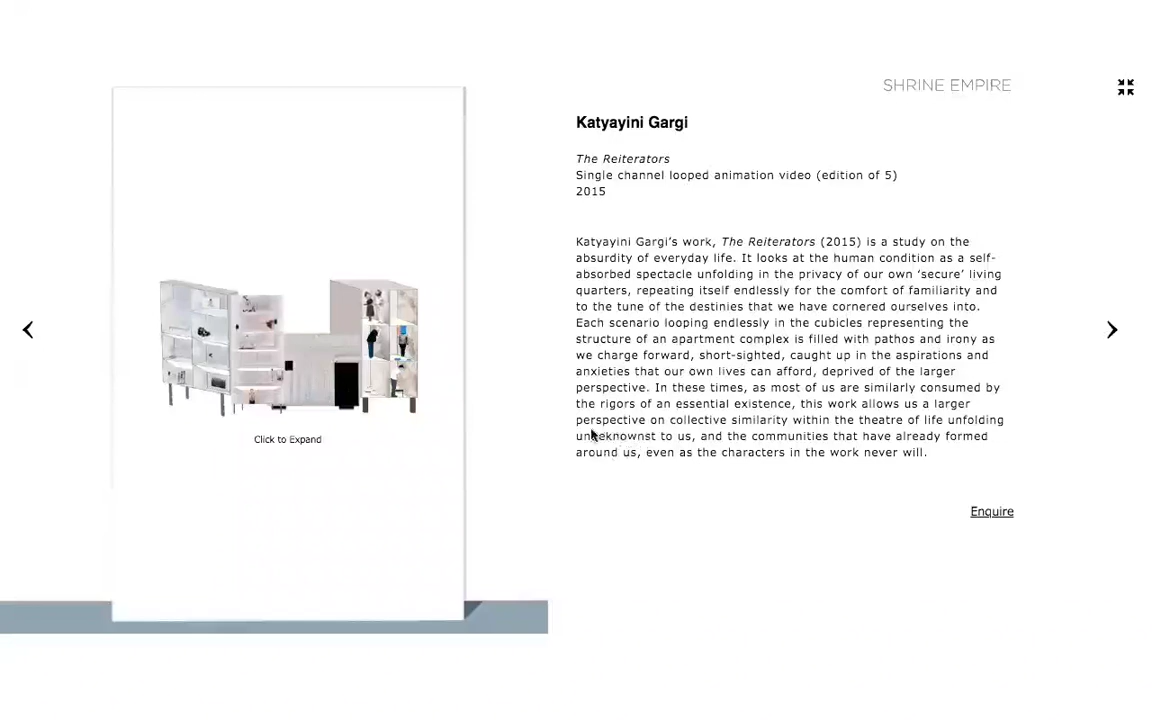 SHRINE EMPIRE
Katyayini Gargi
The Reiterators
Single channel looped animation video (edition of 5)
2015
Katyayini Gargi’s work, The Reiterators (2015) is a study on the
absurdity of everyday life. It looks at the human condition as a self-
absorbed spectacle unfolding in the privacy of our own ‘secure’ living
quarters, repeating itself endlessly for the comfort of familiarity and
to the tune of the destinies that we have cornered ourselves into.
Each scenario looping endlessly in the cubicles representing the
structure of an apartment complex is filled with pathos and irony as
we charge forward, short-sighted, caught up in the aspirations and
anxieties that our own lives can afford, deprived of the larger
perspective. In these times, as most of us are similarly consumed by
the rigors of an essential existence, this work allows us a larger
perspective on collective similarity within the theatre of life unfolding
unbeknownst to us, and the communities that have already formed
around us, even as the characters in the work never will.
Click to Expand
Enquire